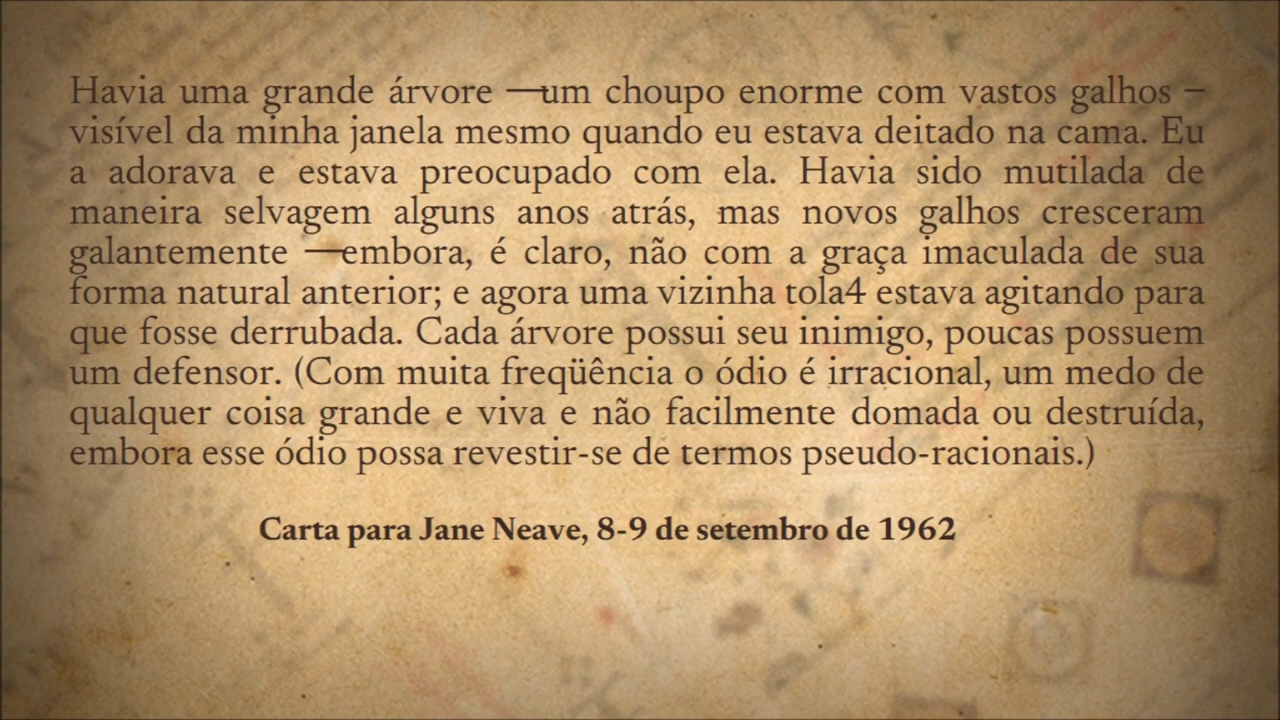 Havia uma grande árvore —um choupo enorme com vastos galhos –
visível da minha janela mesmo quando eu estava deitado na cama. Eu
a adorava e estava preocupado com ela. Havia sido mutilada de
maneira selvagem alguns anos atrás, mas novos galhos cresceram
galantemente —embora, é claro, não com a graça imaculada de sua
forma natural anterior; e agora uma vizinha tola4 estava agitando para
que fosse derrubada. Cada árvore possui seu inimigo, poucas possuem
um defensor. (Com muita freqüência o ódio é irracional, um medo de
qualquer coisa grande e viva e não facilmente domada ou destruída,
embora esse ódio possa revestir-se de termos pseudo-racionais.)
Carta para Jane Neave, 8-9 de setembro de 1962